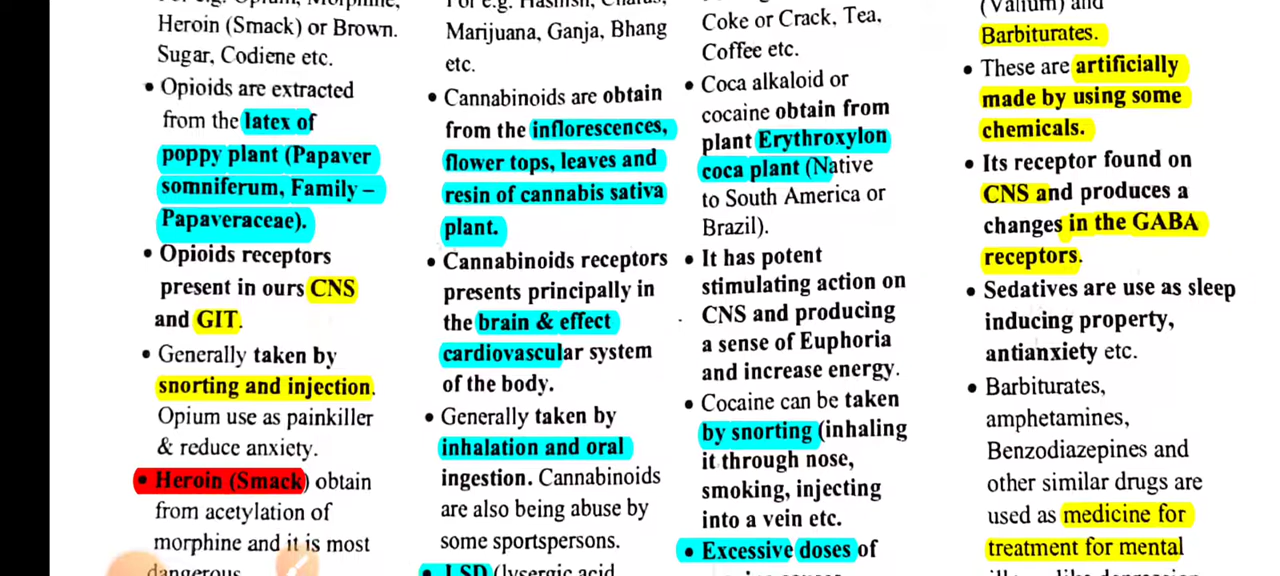 Heroin (Smack) or Brown.
Sugar, Codiene etc.
• Opioids are extracted
from the latex of
poppy plant (Papaver
somniferum, Family –
Papaveraceae).
• Opioids receptors
present in ours CNS
and GIT.
• Generally taken by
snorting and injection.
Opium use as painkiller
& reduce anxiety.
• Heroin (Smack) obtain
from acetylation of
morphine and it is most
dangerous
Marijuana, Ganja, Bhang
etc.
• Cannabinoids are obtain
from the inflorescences,
flower tops, leaves and
resin of cannabis sativa
plant.
• Cannabinoids receptors
presents principally in
the brain & effect
cardiovascular system
of the body.
• Generally taken by
inhalation and oral
ingestion. Cannabinoids
are also being abuse by
some sportspersons.
• LSD (lysergic acid
Coke or Crack, Tea,
Coffee etc.
• Coca alkaloid or
cocaine obtain from
plant Erythroxylon
coca plant (Native
to South America or
Brazil).
• It has potent
stimulating action on
CNS and producing
a sense of Euphoria
and increase energy.
• Cocaine can be taken
by snorting (inhaling
it through nose,
smoking, injecting
into a vein etc.
• Excessive doses of
(Valium) and
Barbiturates.
• These are artificially
made by using some
chemicals.
• Its receptor found on
CNS and produces a
changes in the GABA
receptors.
• Sedatives are use as sleep
inducing property,
antianxiety etc.
• Barbiturates,
amphetamines,
Benzodiazepines and
other similar drugs are
used as medicine for
treatment for mental